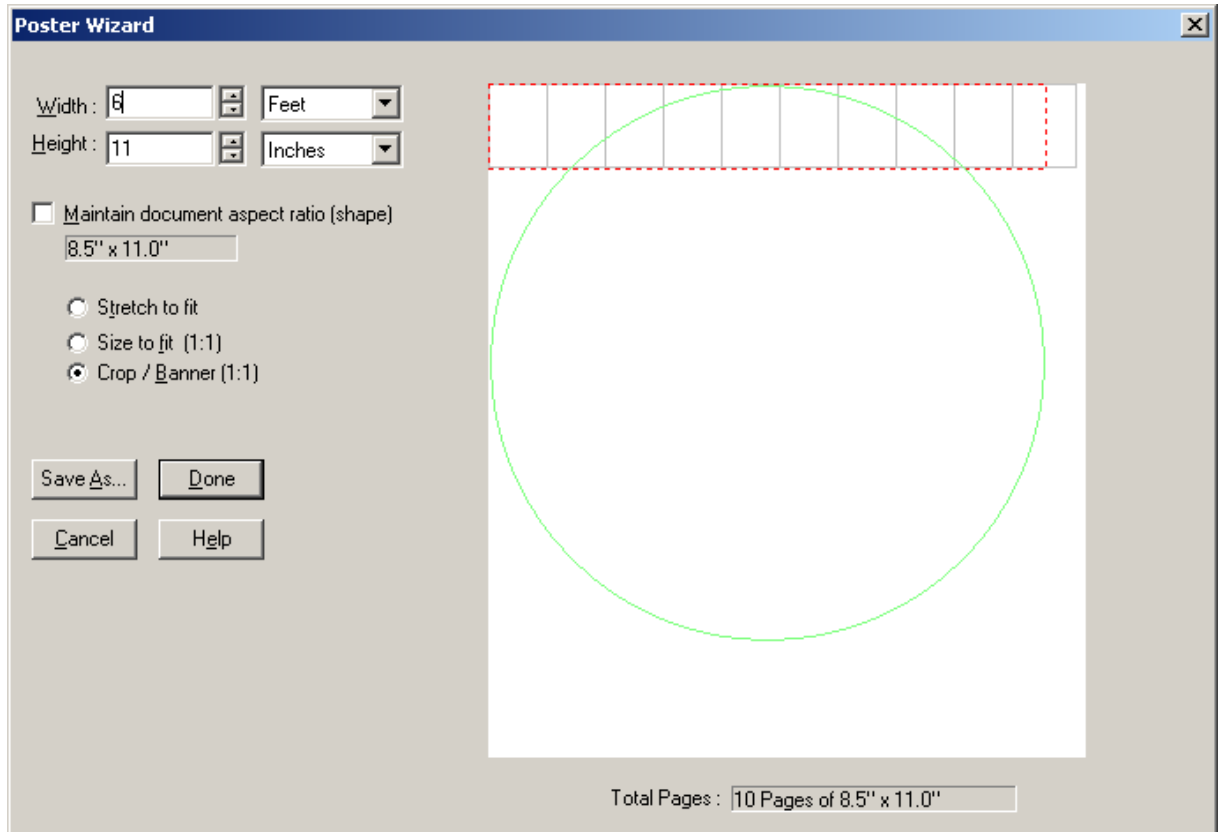 Poster Wizard
Width : 6 Feet
Height : 11 Inches
Maintain document aspect ratio (shape)
8.5'' x 11.0''
Stretch to fit
Size to fit (1:1)
Crop / Banner (1:1)
Save As... Done
Cancel Help
Total Pages : 10 Pages of 8.5'' x 11.0''